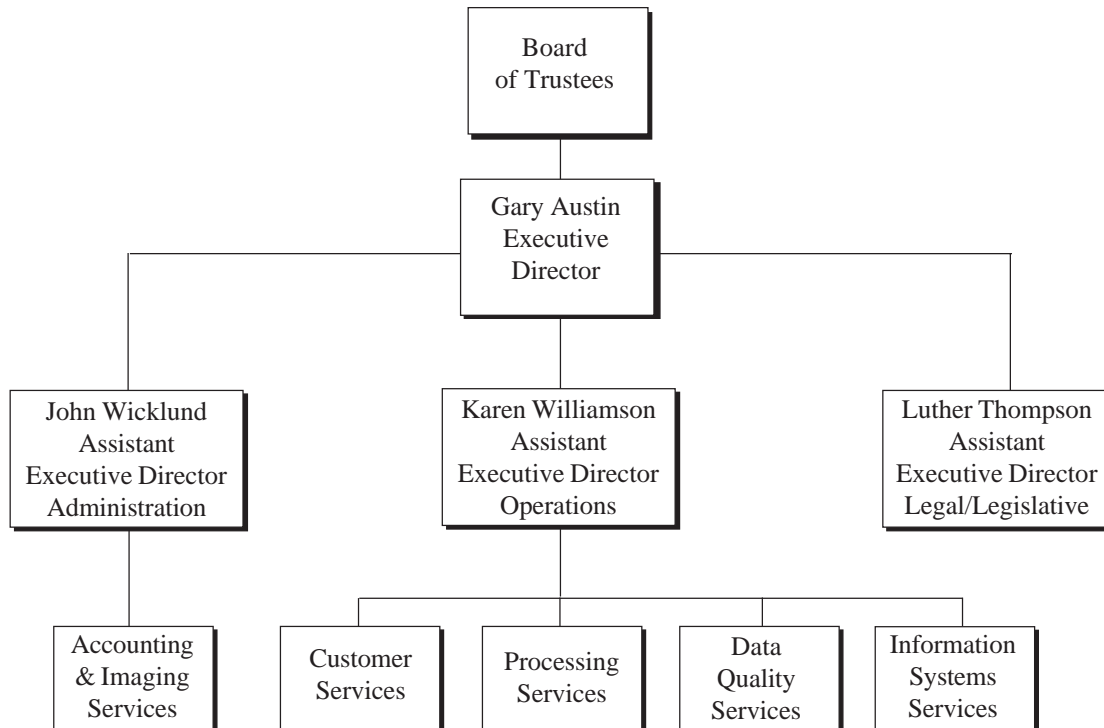 Board
of Trustees
Gary Austin
Executive
Director
John Wicklund
Assistant
Executive Director
Administration
Karen Williamson
Assistant
Executive Director
Operations
Luther Thompson
Assistant
Executive Director
Legal/Legislative
Accounting
& Imaging
Services
Customer
Services
Processing
Services
Data
Quality
Services
Information
Systems
Services